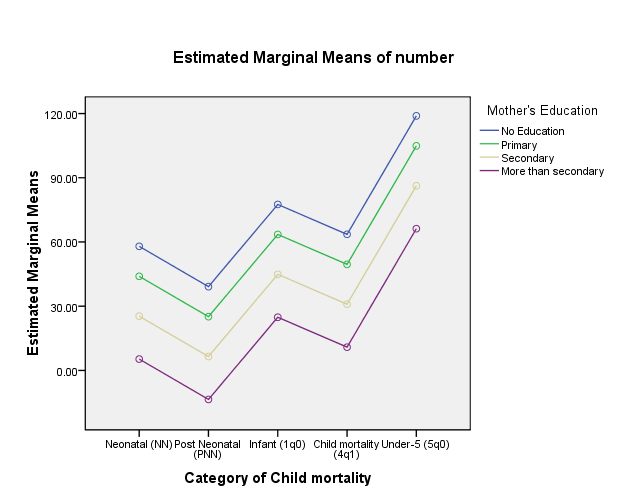 Estimated Marginal Means of number
Estimated Marginal Means
120.00
90.00
60.00
30.00
0.00
Neonatal (NN)
Post Neonatal
(PNN)
Infant (1q0)
Child mortality
(4q1)
Under-5 (5q0)
Category of Child mortality
Mother's Education
No Education
Primary
Secondary
More than secondary